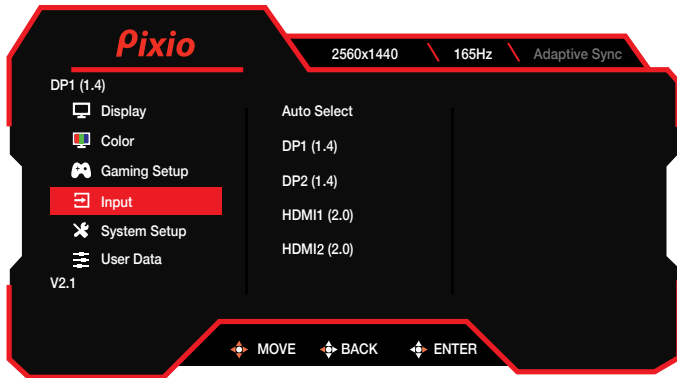 Pixio
2560x1440 165Hz Adaptive Sync
DP1 (1.4)
Display
Color
Gaming Setup
Input
System Setup
User Data
V2.1
Auto Select
DP1 (1.4)
DP2 (1.4)
HDMI1 (2.0)
HDMI2 (2.0)
MOVE BACK ENTER